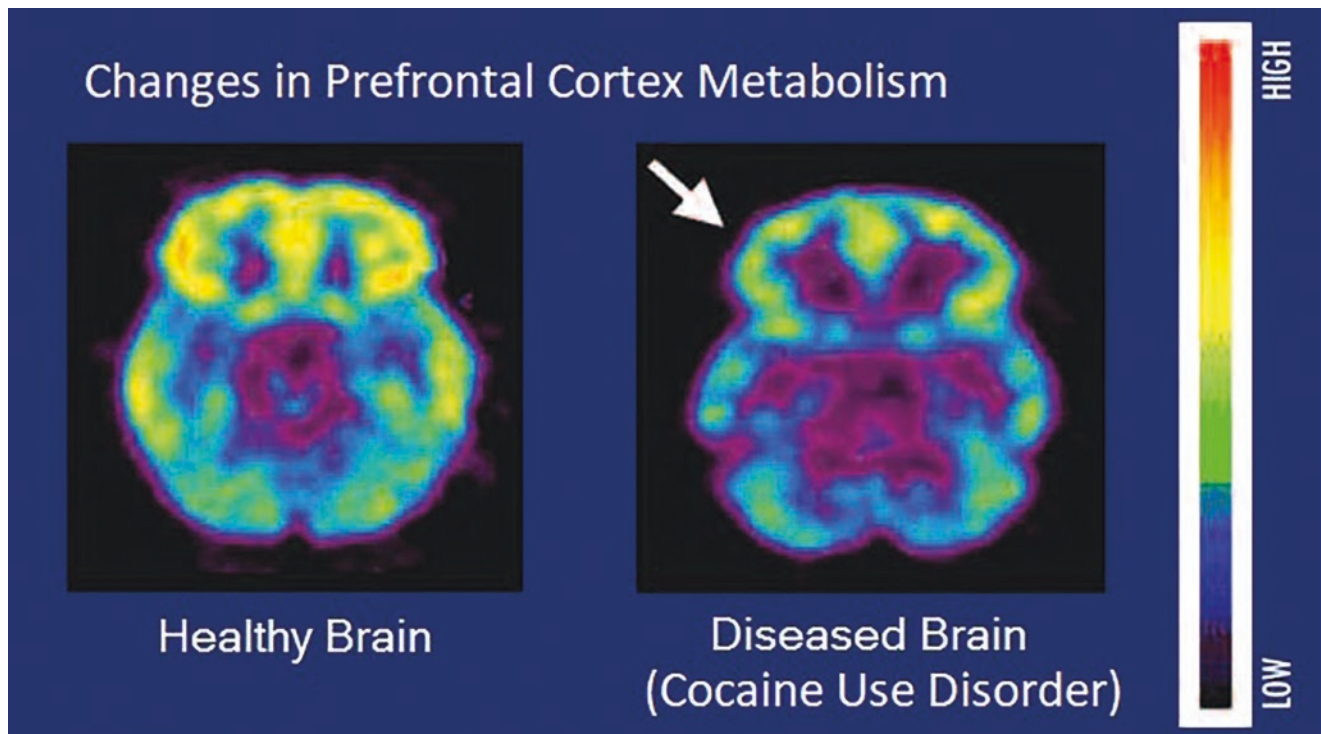 Changes in Prefrontal Cortex Metabolism
Healthy Brain
Diseased Brain
(Cocaine Use Disorder)
HIGH
LOW